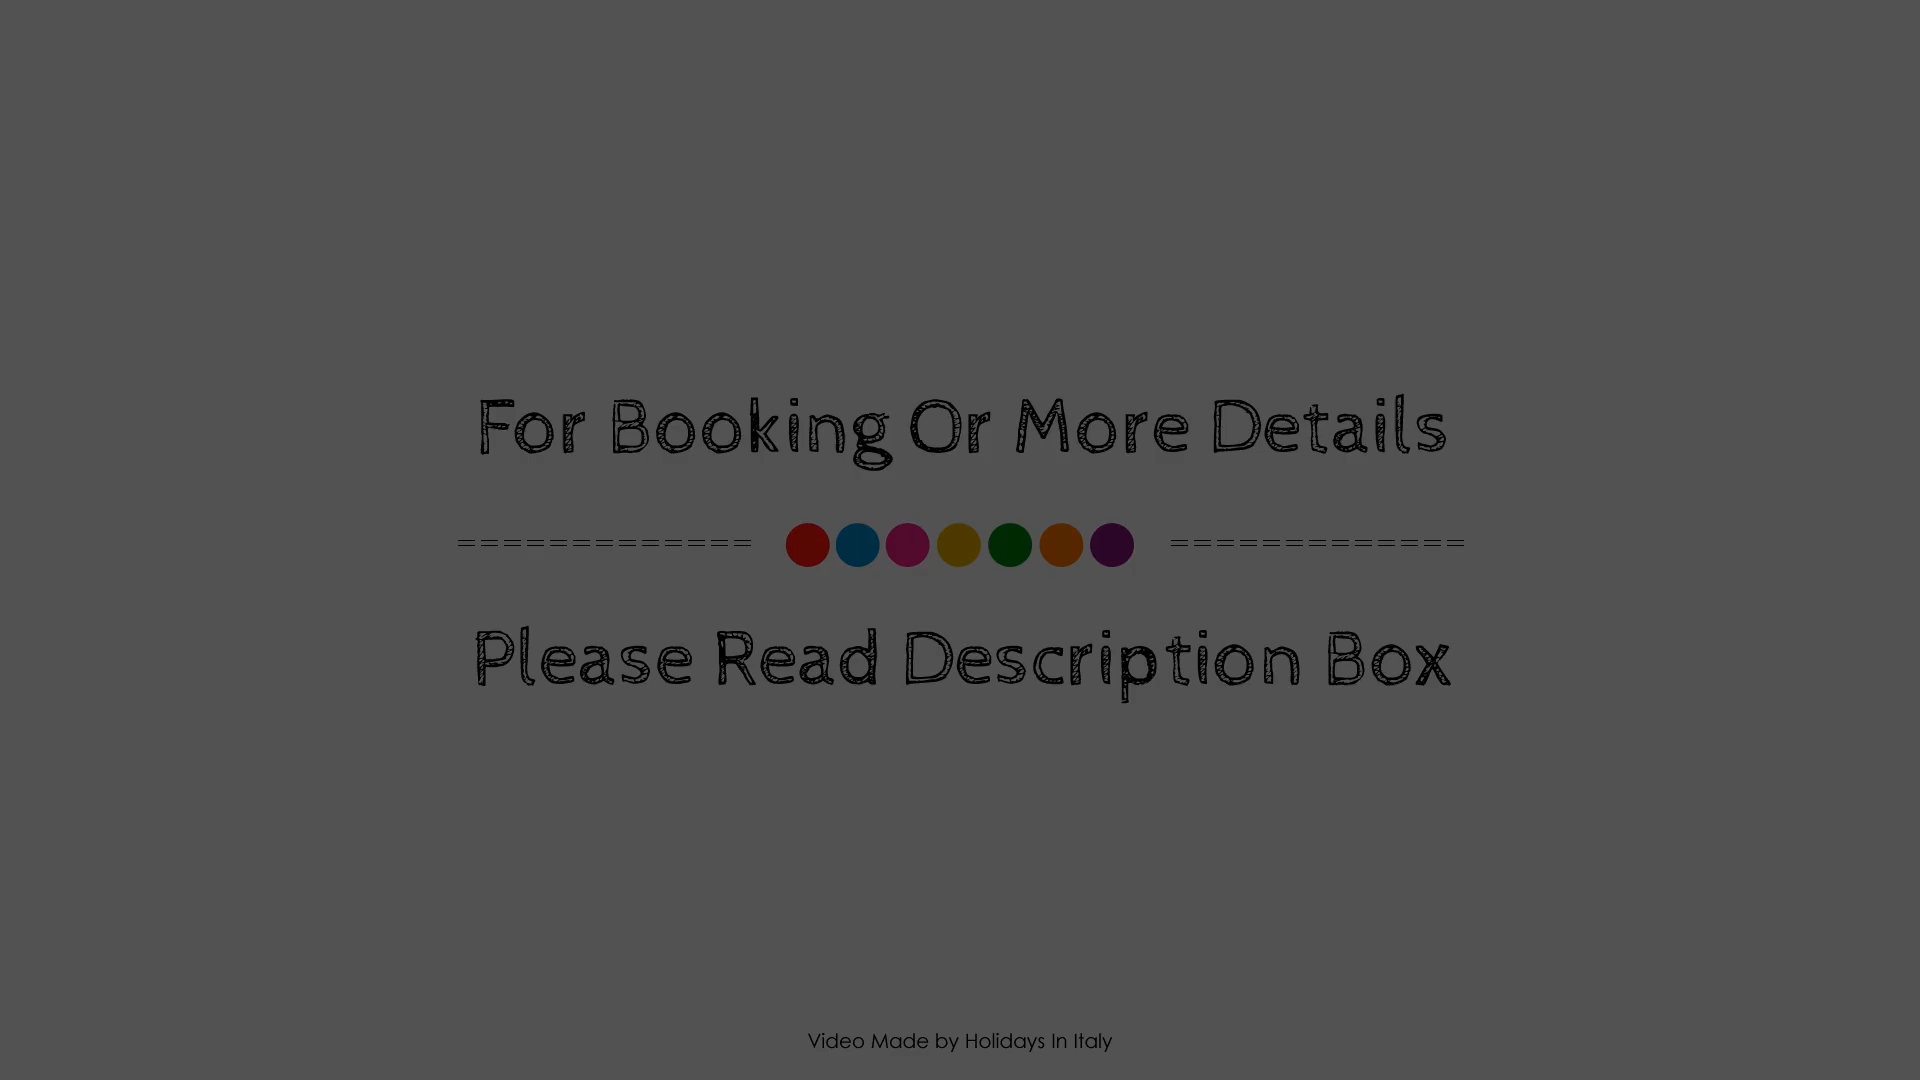 For Booking Or More Details
============= =============
Please Read Description Box
Video Made by Holidays In Italy